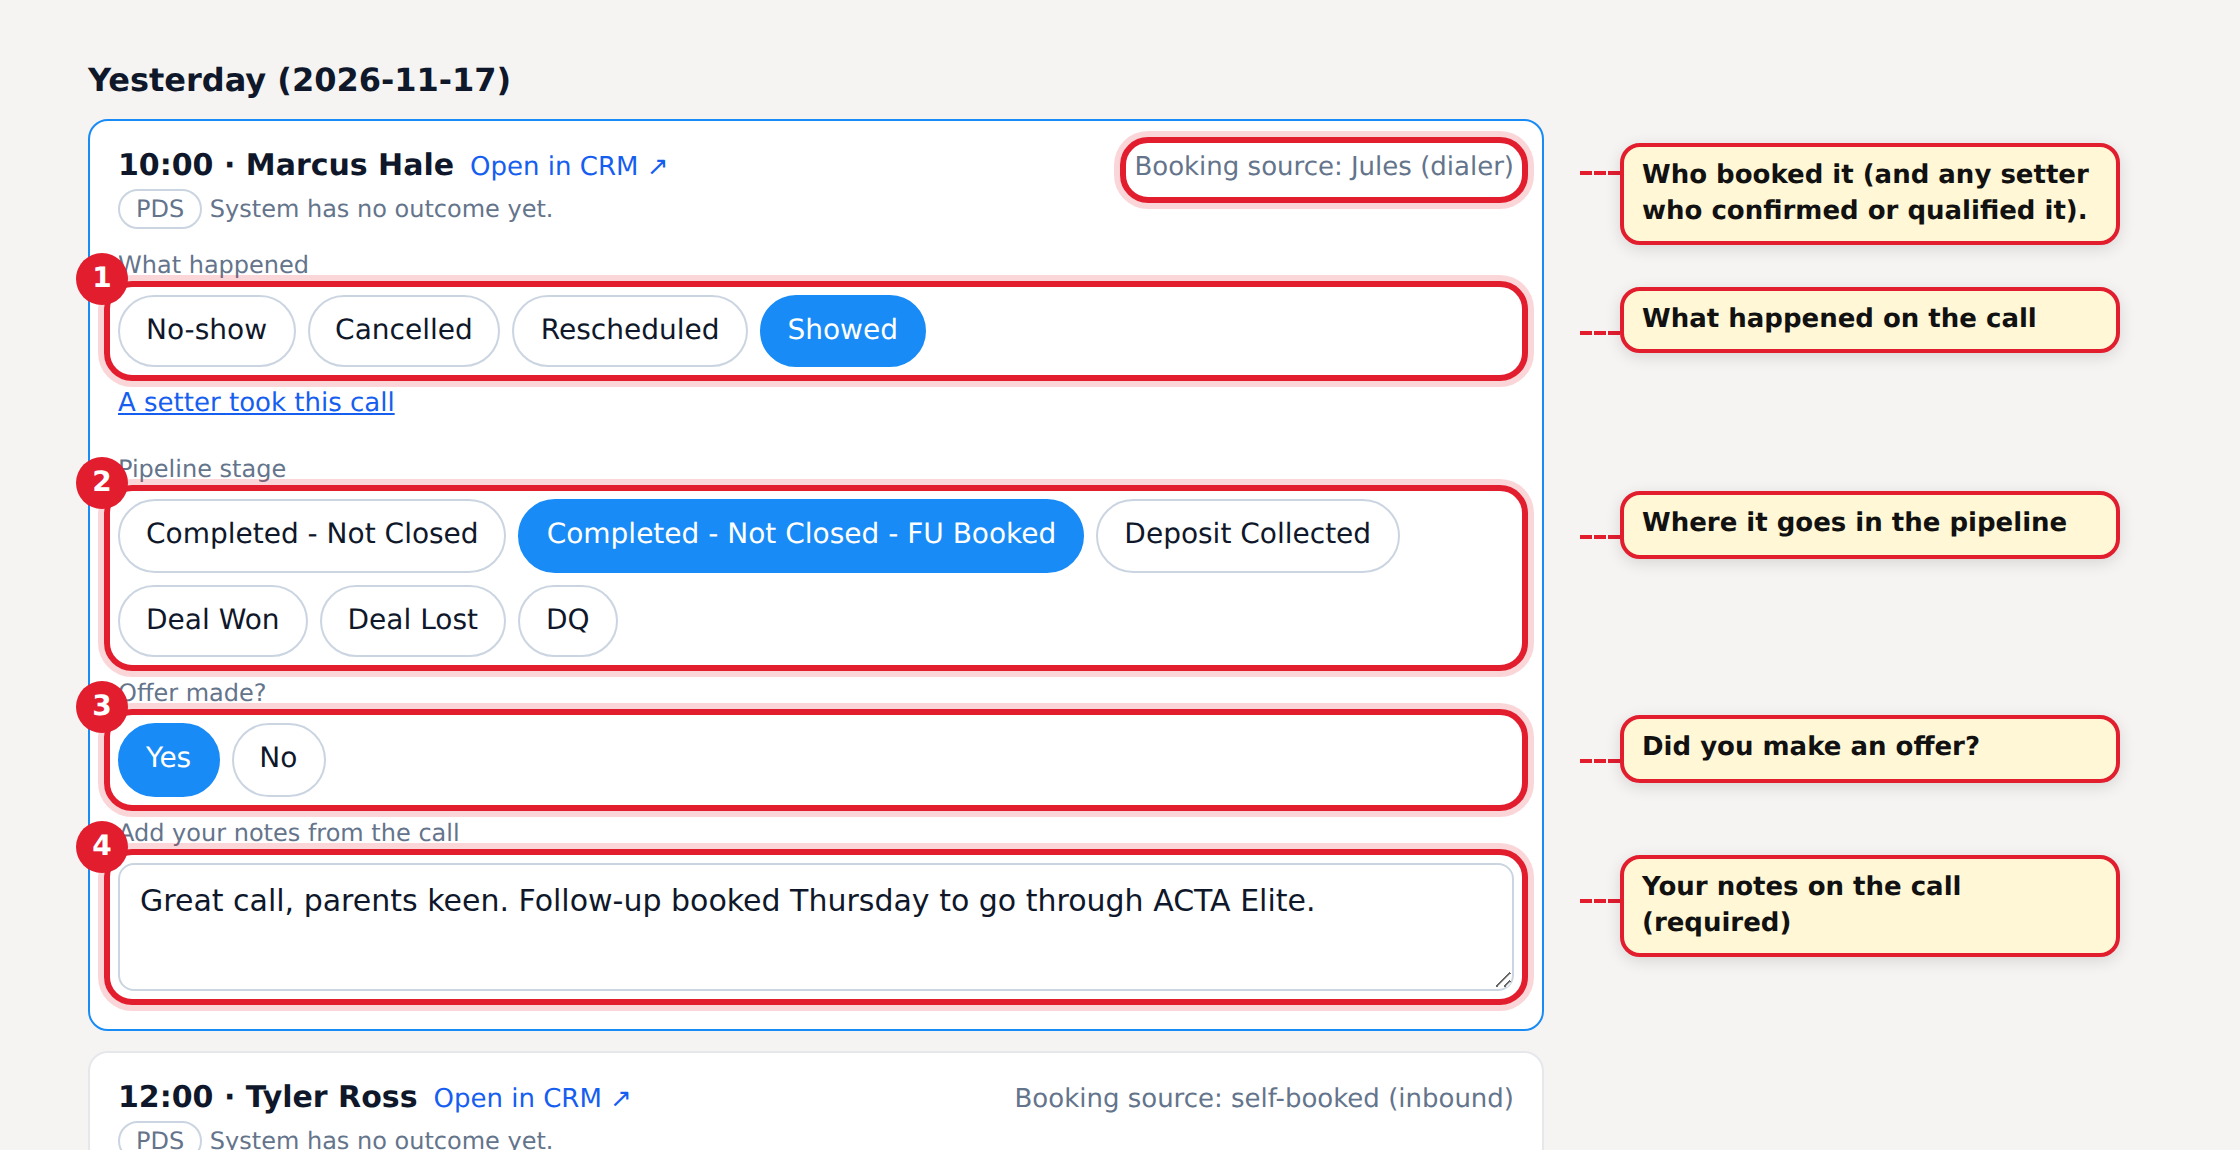 Yesterday (2026-11-17)
10:00 · Marcus Hale Open in CRM ↗ Booking source: Jules (dialer)
PDS System has no outcome yet.
Who booked it (and any setter
who confirmed or qualified it).
1 What happened
No-show Cancelled Rescheduled Showed
What happened on the call
A setter took this call
2 Pipeline stage
Completed - Not Closed Completed - Not Closed - FU Booked Deposit Collected
Where it goes in the pipeline
Deal Won Deal Lost DQ
3 Offer made?
Yes No
Did you make an offer?
4 Add your notes from the call
Great call, parents keen. Follow-up booked Thursday to go through ACTA Elite.
Your notes on the call
(required)
12:00 · Tyler Ross Open in CRM ↗ Booking source: self-booked (inbound)
PDS System has no outcome yet.